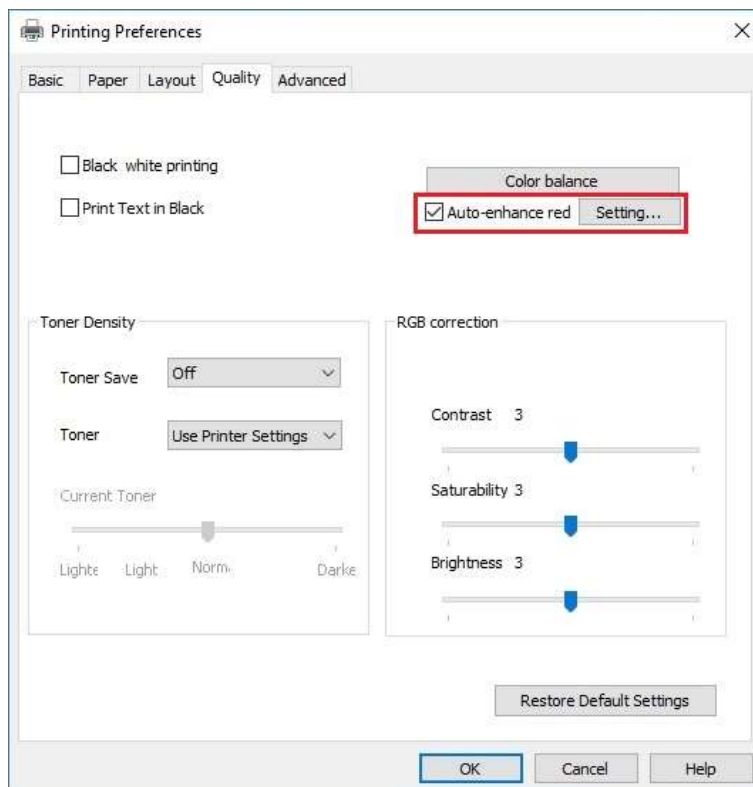 Printing Preferences
Basic Paper Layout Quality Advanced
Black white printing
Print Text in Black
Color balance
Auto-enhance red Setting...
Toner Density
Toner Save Off
Toner Use Printer Settings
Current Toner
Lighte Light Norm Darke
RGB correction
Contrast 3
Saturability 3
Brightness 3
Restore Default Settings
OK Cancel Help